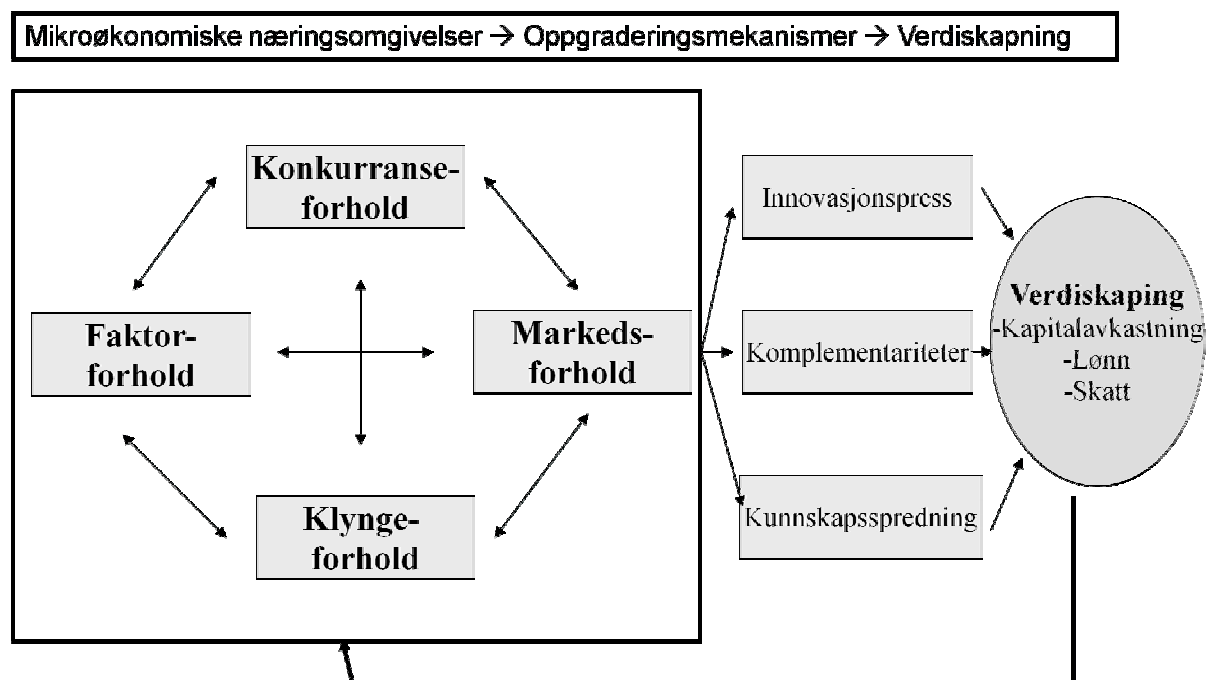 Mikroøkonomiske næringsomgivelser → Oppgraderingsmekanismer → Verdiskapning
Konkurranse-
forhold
Faktor-
forhold
Markeds-
forhold
Klynge-
forhold
Innovasjonspress
Komplementariteter
Kunnskapsspredning
Verdiskaping
-Kapitalavkastning
-Lønn
-Skatt